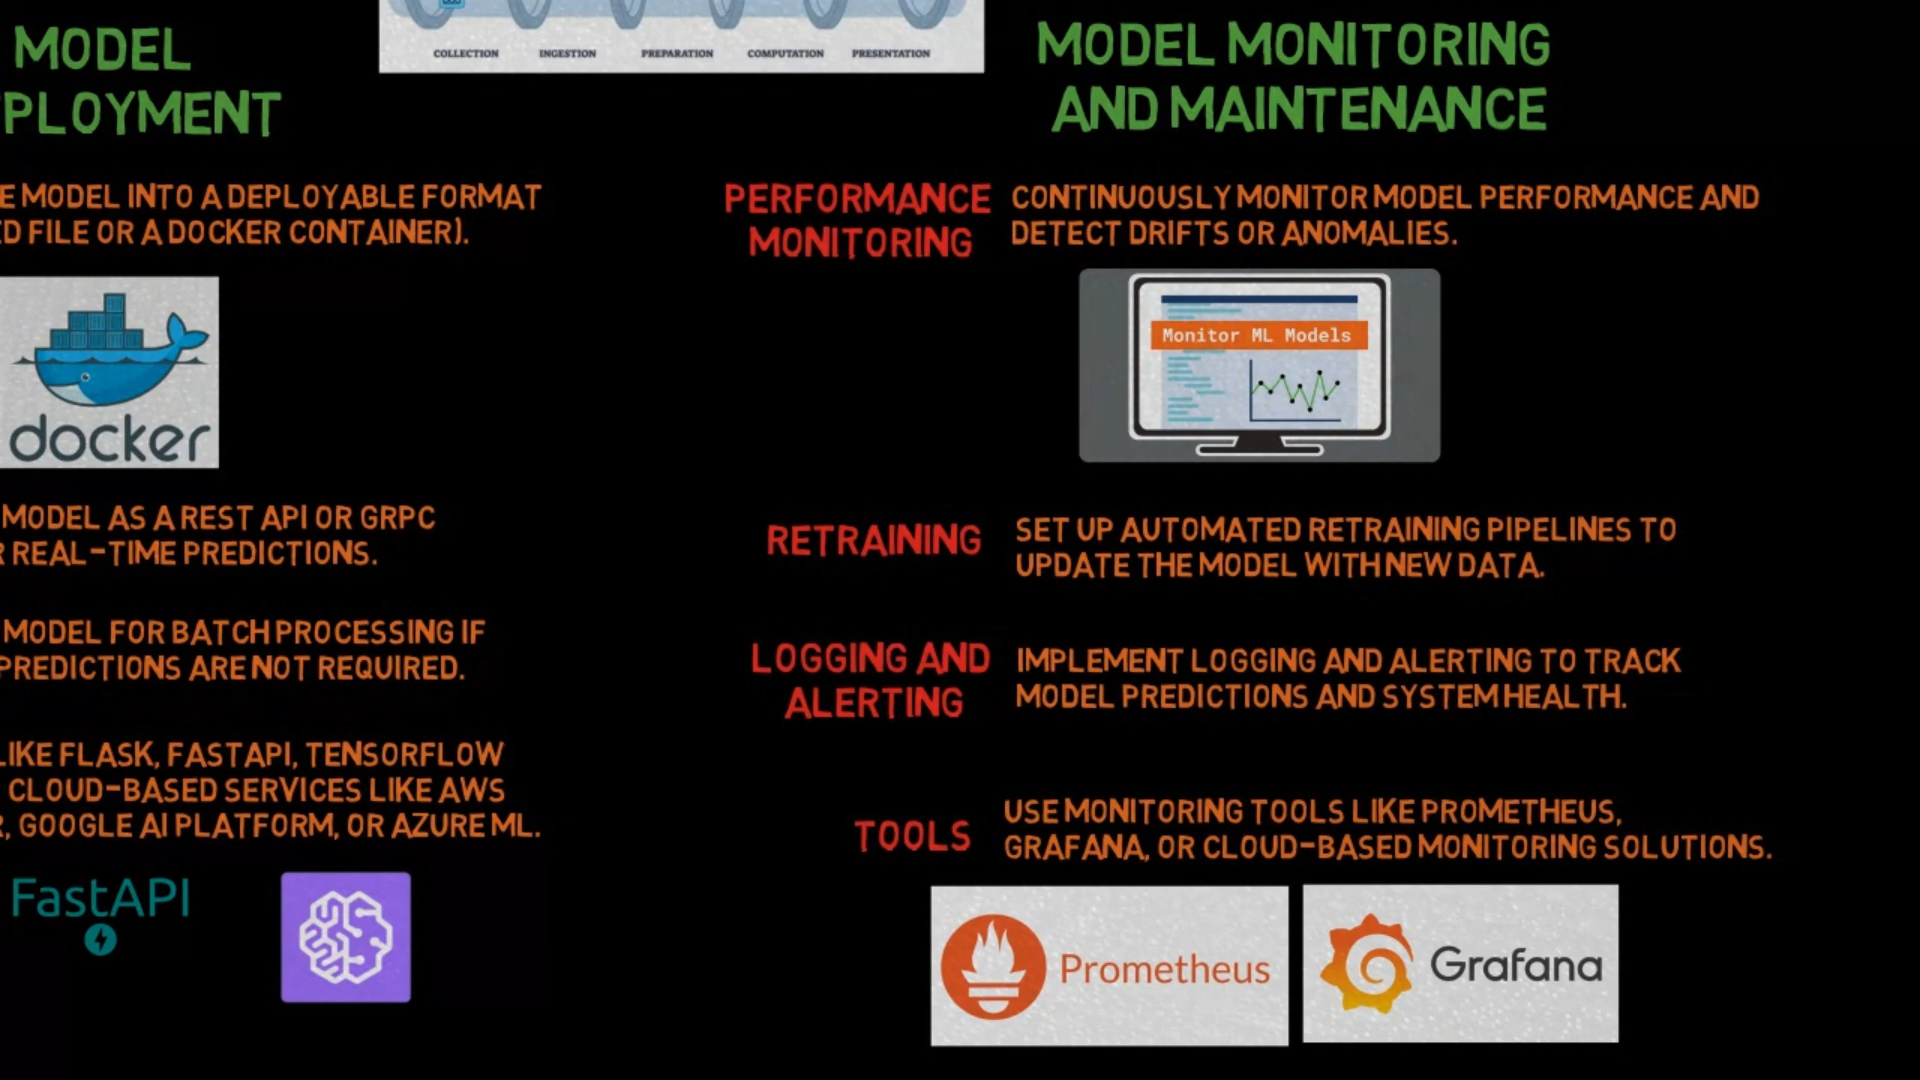 COLLECTION INGESTION PREPARATION COMPUTATION PRESENTATION
MODEL
PLOYMENT
E MODEL INTO A DEPLOYABLE FORMAT
ED FILE OR A DOCKER CONTAINER).
docker
MODEL AS A REST API OR GRPC
R REAL-TIME PREDICTIONS.
MODEL FOR BATCH PROCESSING IF
PREDICTIONS ARE NOT REQUIRED.
LIKE FLASK, FASTAPI, TENSORFLOW
CLOUD-BASED SERVICES LIKE AWS
R, GOOGLE AI PLATFORM, OR AZURE ML.
FastAPI
MODEL MONITORING
AND MAINTENANCE
PERFORMANCE
MONITORING
CONTINUOUSLY MONITOR MODEL PERFORMANCE AND
DETECT DRIFTS OR ANOMALIES.
Monitor ML Models
RETRAINING
SET UP AUTOMATED RETRAINING PIPELINES TO
UPDATE THE MODEL WITH NEW DATA.
LOGGING AND
ALERTING
IMPLEMENT LOGGING AND ALERTING TO TRACK
MODEL PREDICTIONS AND SYSTEM HEALTH.
TOOLS
USE MONITORING TOOLS LIKE PROMETHEUS,
GRAFANA, OR CLOUD-BASED MONITORING SOLUTIONS.
Prometheus
Grafana